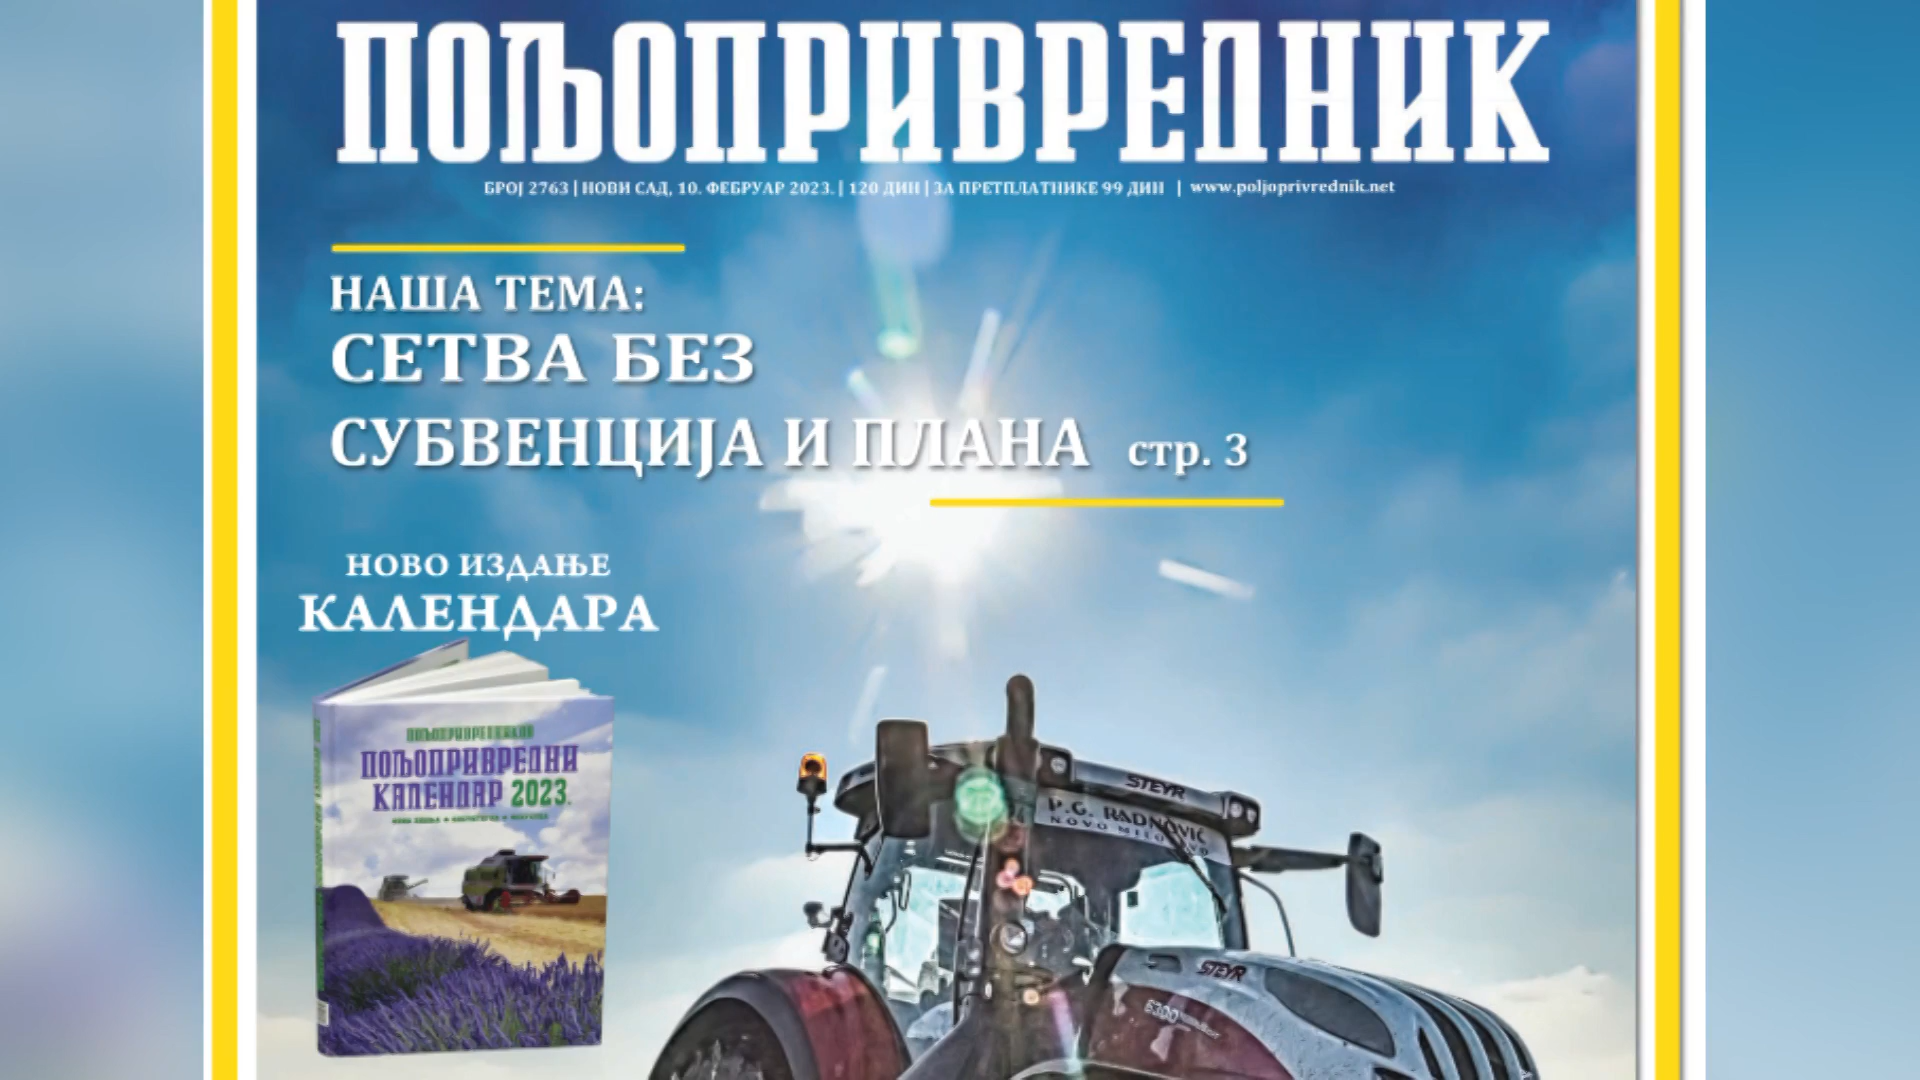 ПОЉОПРИВРЕДНИК
БРОЈ 2763 | НОВИ САД, 10. ФЕБРУАР 2023. | 120 ДИН | ЗА ПРЕТПЛАТНИКЕ 99 ДИН | www.poljoprivrednik.net
НАША ТЕМА:
СЕТВА БЕЗ
СУБВЕНЦИЈА И ПЛАНА стр. 3
НОВО ИЗДАЊЕ
КАЛЕНДАРА
ПОЉОПРИВРЕДНИ
КАЛЕНДАР 2023.
STEYR
P.G. RADNOVIĆ
NOVO MILOŠEVO
STEYR
6300